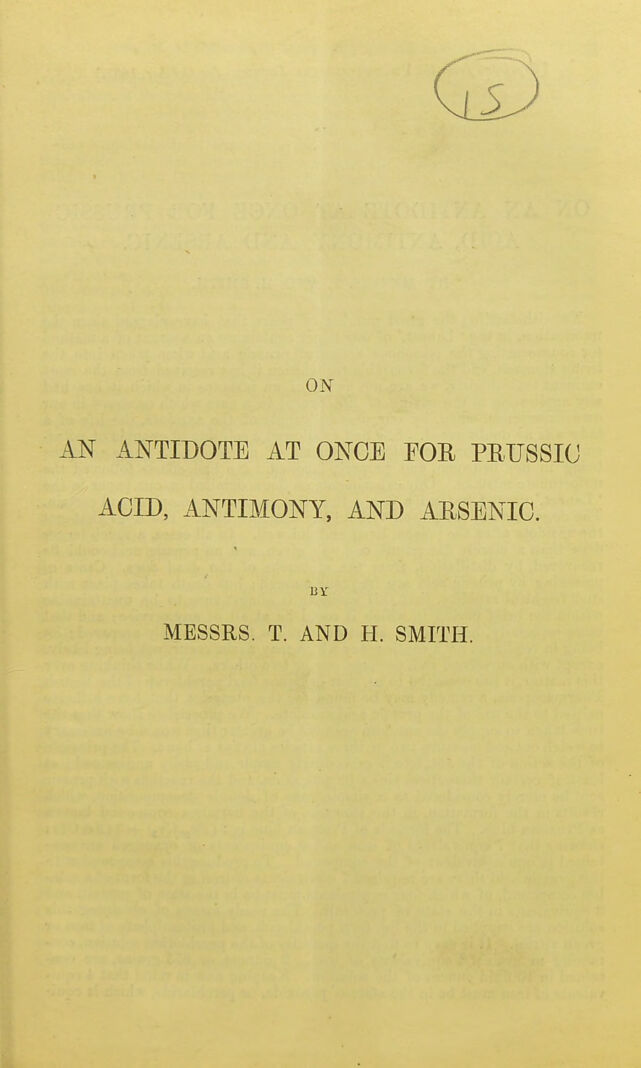 15
ON
AN ANTIDOTE AT ONCE FOR PRUSSIC
ACID, ANTIMONY, AND ARSENIC.
BY
MESSRS. T. AND H. SMITH.